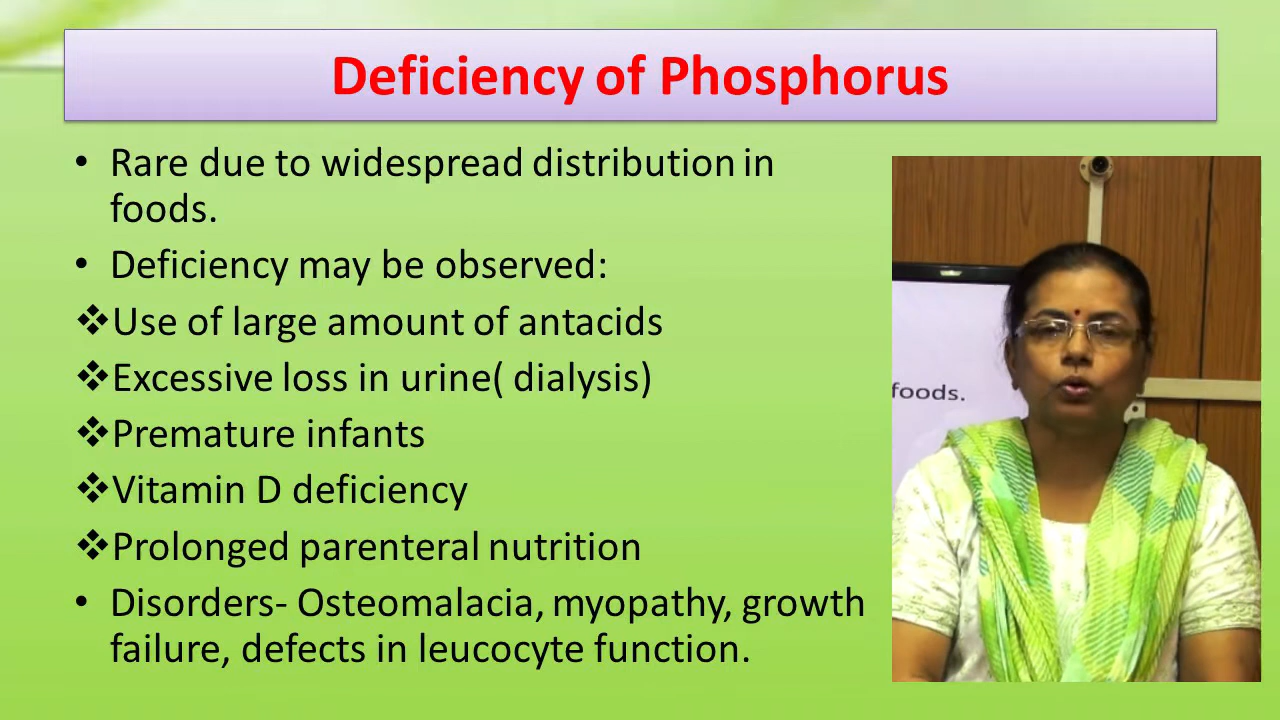 Deficiency of Phosphorus
• Rare due to widespread distribution in
foods.
• Deficiency may be observed:
❖Use of large amount of antacids
❖Excessive loss in urine( dialysis)
❖Premature infants
❖Vitamin D deficiency
❖Prolonged parenteral nutrition
• Disorders- Osteomalacia, myopathy, growth
failure, defects in leucocyte function.
foods.